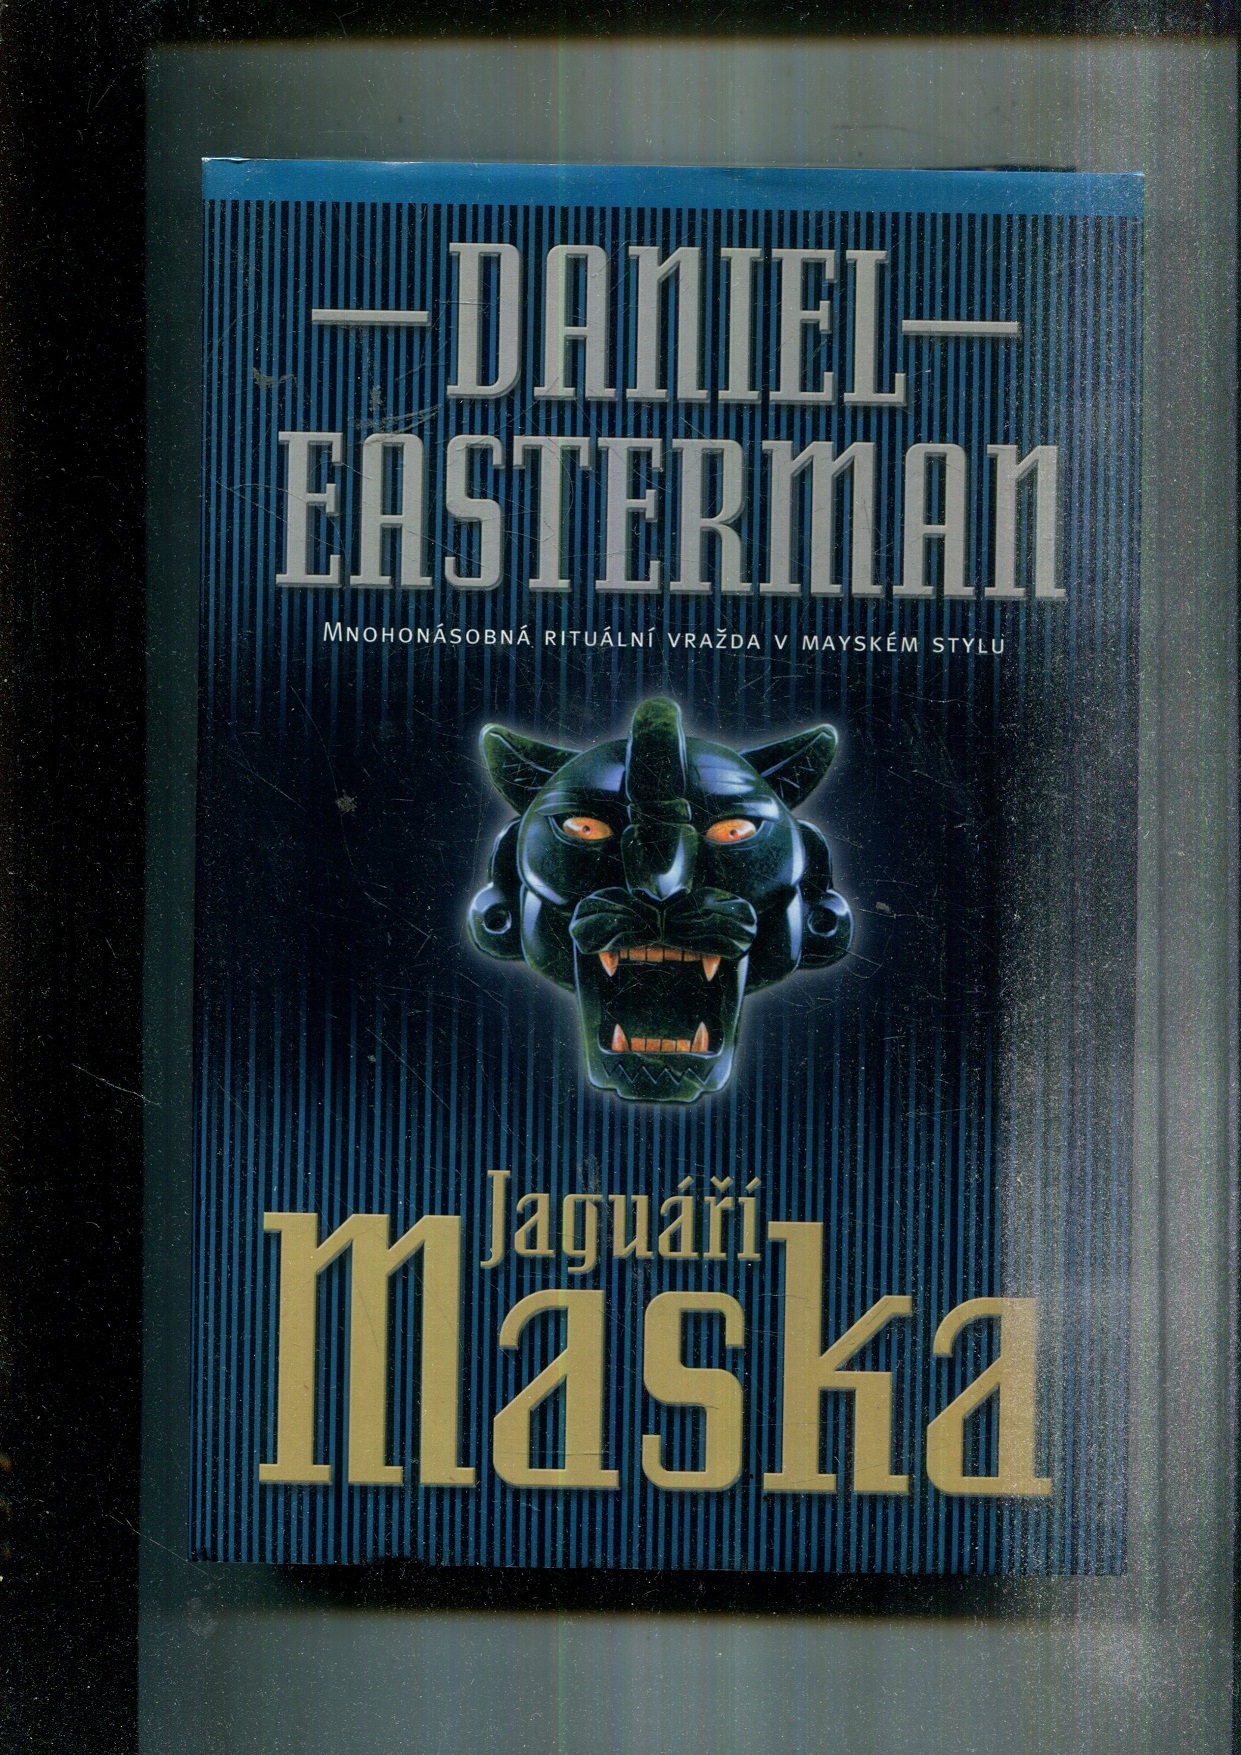 DANIEL
EASTERMAN
MNOHONÁSOBNÁ RITUÁLNÍ VRAŽDA V MAYSKÉM STYLU
Jaguáří
Maska